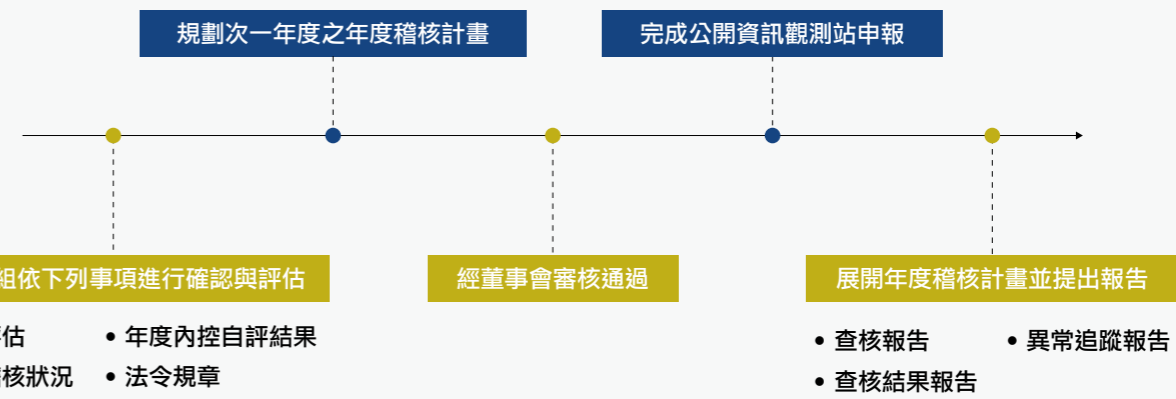 規劃次一年度之年度稽核計畫
完成公開資訊觀測站申報
組依下列事項進行確認與評估
經董事會審核通過
展開年度稽核計畫並提出報告
估
• 年度內控自評結果
核狀況
• 法令規章
• 查核報告
• 異常追蹤報告
• 查核結果報告